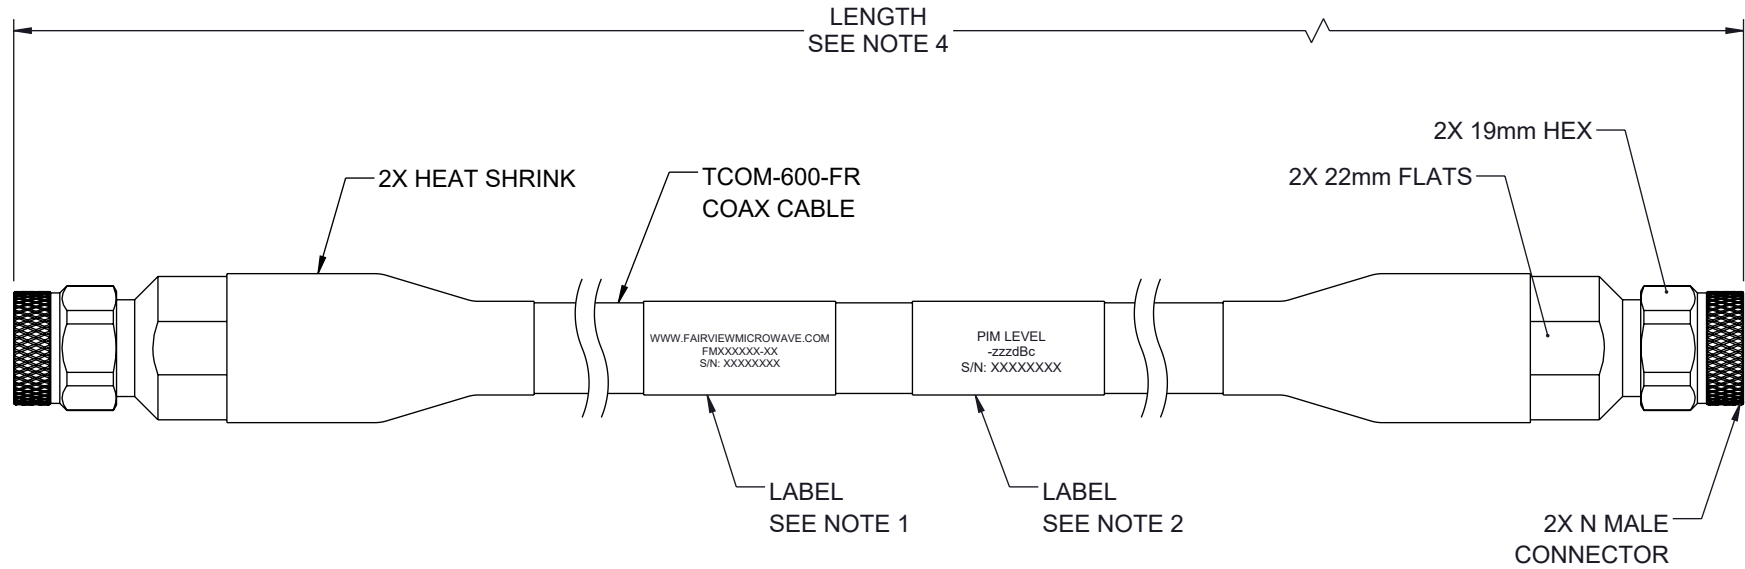 LENGTH
SEE NOTE 4
2X 19mm HEX
2X HEAT SHRINK
TCOM-600-FR
COAX CABLE
2X 22mm FLATS
WWW.FAIRVIEWMICROWAVE.COM
FMXXXXXX-XX
S/N: XXXXXXXX
PIM LEVEL
-zzzdBc
S/N: XXXXXXXX
LABEL
SEE NOTE 1
LABEL
SEE NOTE 2
2X N MALE
CONNECTOR